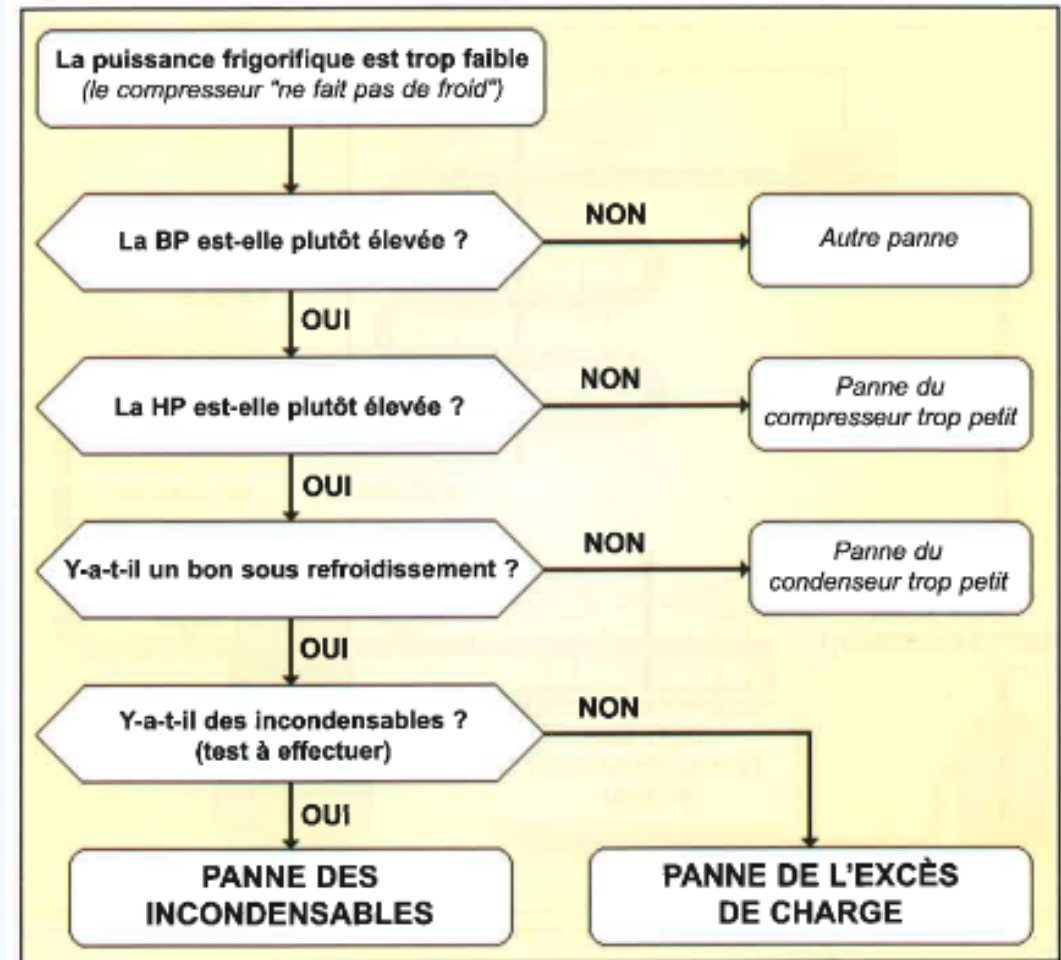 La puissance frigorifique est trop faible
(le compresseur "ne fait pas de froid")
La BP est-elle plutôt élevée ?
NON
Autre panne
OUI
La HP est-elle plutôt élevée ?
NON
Panne du
compresseur trop petit
OUI
Y-a-t-il un bon sous refroidissement ?
NON
Panne du
condenseur trop petit
OUI
Y-a-t-il des incondensables ?
(test à effectuer)
NON
OUI
PANNE DES
INCONDENSABLES
PANNE DE L'EXCÈS
DE CHARGE